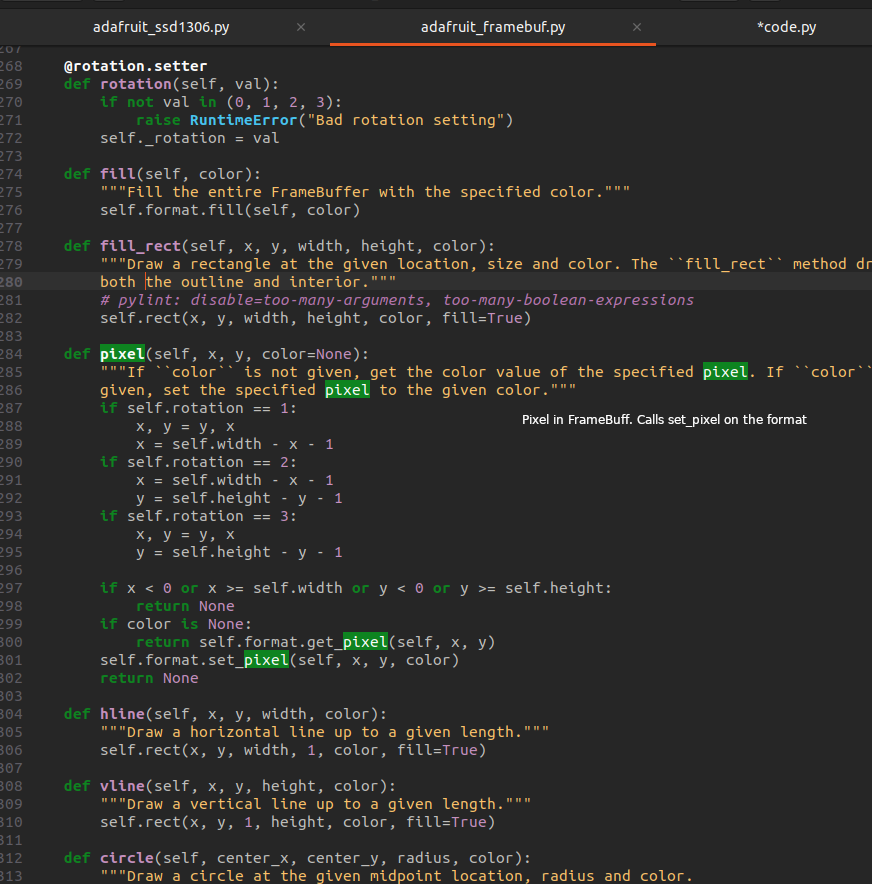 adafruit_ssd1306.py × adafruit_framebuf.py × *code.py
267
268 @rotation.setter
269 def rotation(self, val):
270 if not val in (0, 1, 2, 3):
271 raise RuntimeError("Bad rotation setting")
272 self._rotation = val
273
274 def fill(self, color):
275 """Fill the entire FrameBuffer with the specified color."""
276 self.format.fill(self, color)
277
278 def fill_rect(self, x, y, width, height, color):
279 """Draw a rectangle at the given location, size and color. The ``fill_rect`` method dr
280 both the outline and interior."""
281 # pylint: disable=too-many-arguments, too-many-boolean-expressions
282 self.rect(x, y, width, height, color, fill=True)
283
284 def pixel(self, x, y, color=None):
285 """If ``color`` is not given, get the color value of the specified pixel. If ``color``
286 given, set the specified pixel to the given color."""
287 if self.rotation == 1:
Pixel in FrameBuff. Calls set_pixel on the format
288 x, y = y, x
289 x = self.width - x - 1
290 if self.rotation == 2:
291 x = self.width - x - 1
292 y = self.height - y - 1
293 if self.rotation == 3:
294 x, y = y, x
295 y = self.height - y - 1
296
297 if x < 0 or x >= self.width or y < 0 or y >= self.height:
298 return None
299 if color is None:
300 return self.format.get_pixel(self, x, y)
301 self.format.set_pixel(self, x, y, color)
302 return None
303
304 def hline(self, x, y, width, color):
305 """Draw a horizontal line up to a given length."""
306 self.rect(x, y, width, 1, color, fill=True)
307
308 def vline(self, x, y, height, color):
309 """Draw a vertical line up to a given length."""
310 self.rect(x, y, 1, height, color, fill=True)
311
312 def circle(self, center_x, center_y, radius, color):
313 """Draw a circle at the given midpoint location, radius and color.